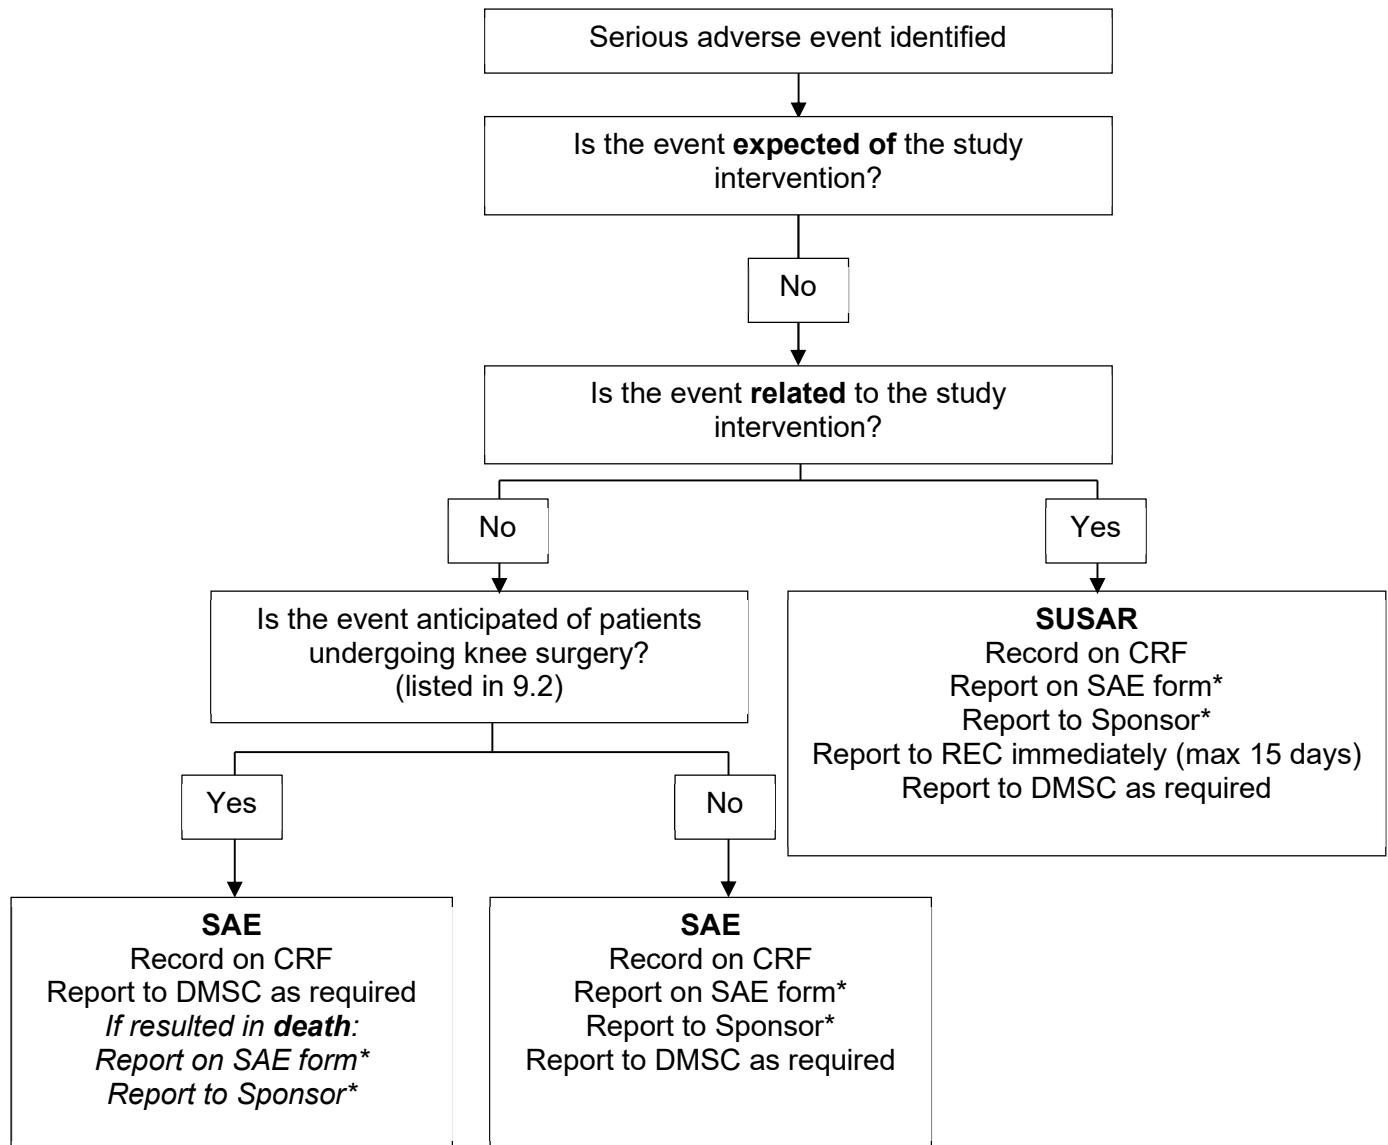 Serious adverse event identified
Is the event expected of the study
intervention?
No
Is the event related to the study
intervention?
No
Yes
Is the event anticipated of patients
undergoing knee surgery?
(listed in 9.2)
SUSAR
Record on CRF
Report on SAE form*
Report to Sponsor*
Report to REC immediately (max 15 days)
Report to DMSC as required
Yes
No
SAE
Record on CRF
Report to DMSC as required
If resulted in death:
Report on SAE form*
Report to Sponsor*
SAE
Record on CRF
Report on SAE form*
Report to Sponsor*
Report to DMSC as required